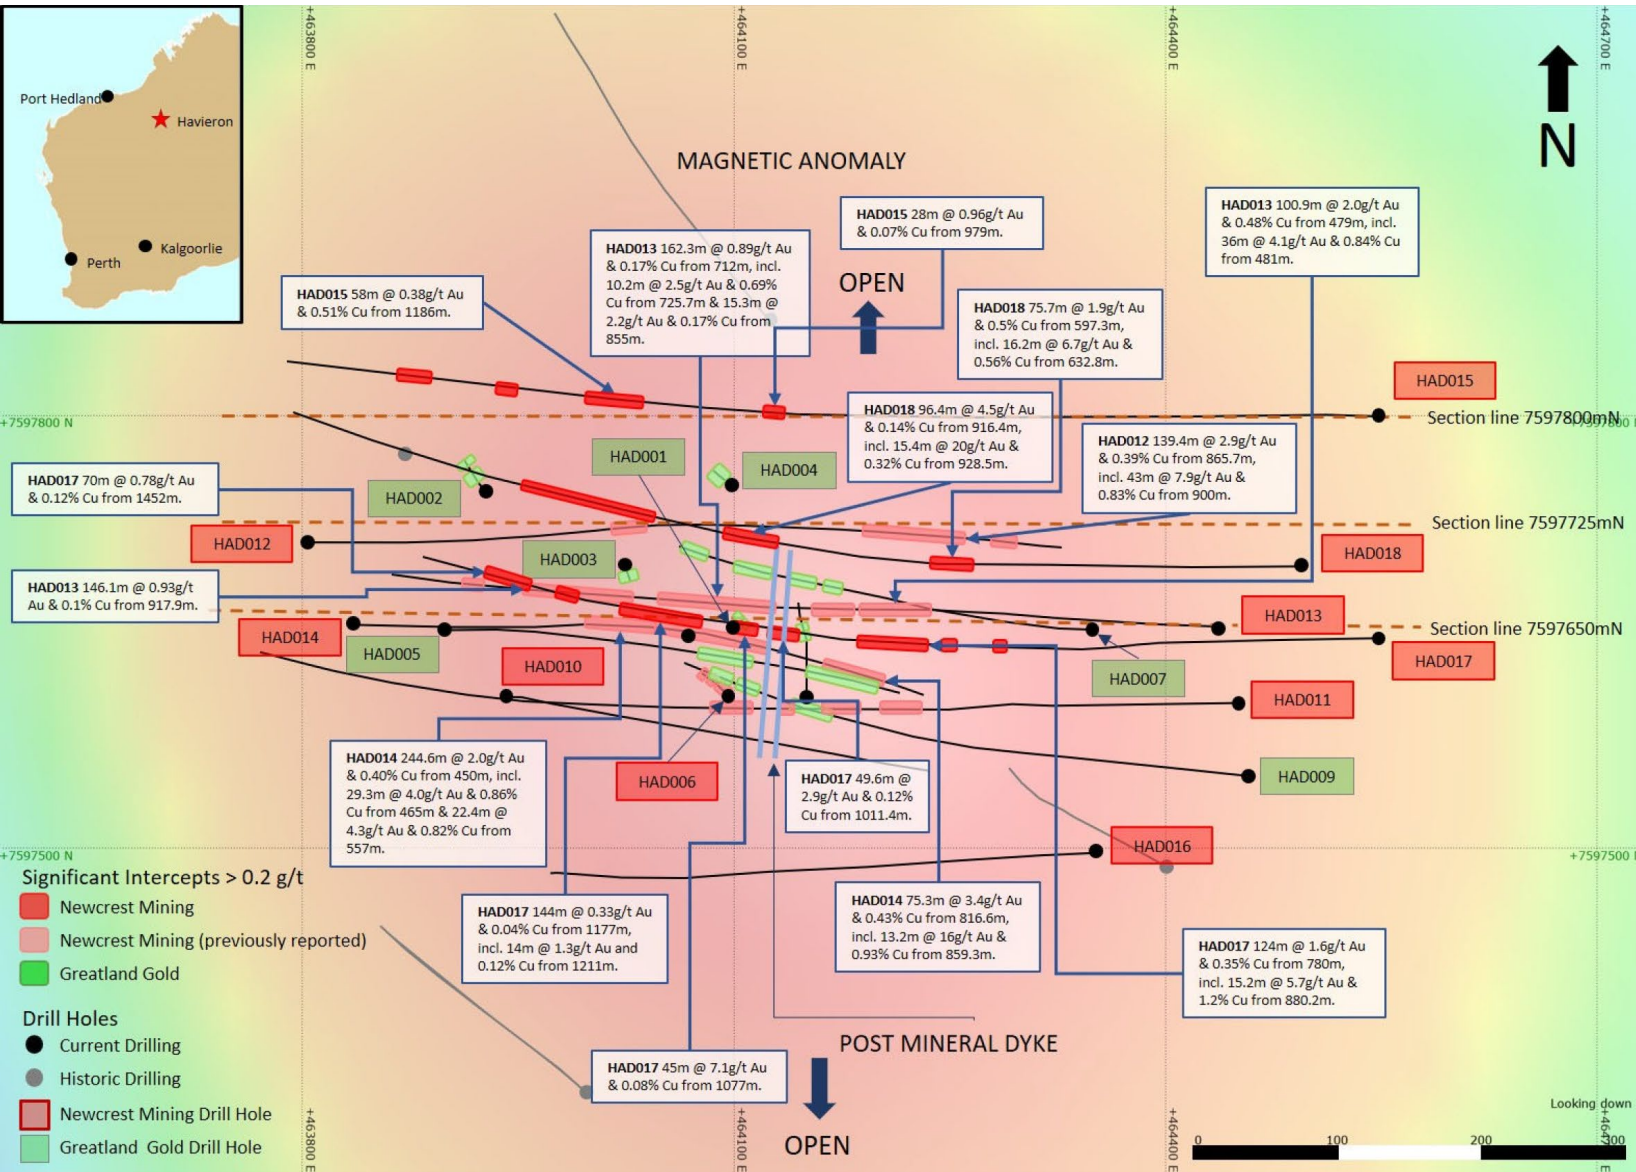 +463800 E
+464100 E
+464400 E
+464700 E
Port Hedland
Havieron
Kalgoorlie
Perth
N
MAGNETIC ANOMALY
HAD015 28m @ 0.96g/t Au
& 0.07% Cu from 979m.
HAD013 100.9m @ 2.0g/t Au
& 0.48% Cu from 479m, incl.
36m @ 4.1g/t Au & 0.84% Cu
from 481m.
HAD013 162.3m @ 0.89g/t Au
& 0.17% Cu from 712m, incl.
10.2m @ 2.5g/t Au & 0.69%
Cu from 725.7m & 15.3m @
2.2g/t Au & 0.17% Cu from
855m.
OPEN
HAD015 58m @ 0.38g/t Au
& 0.51% Cu from 1186m.
HAD018 75.7m @ 1.9g/t Au
& 0.5% Cu from 597.3m,
incl. 16.2m @ 6.7g/t Au &
0.56% Cu from 632.8m.
HAD015
+7597800 N
Section line 7597800mN
+7597800 N
HAD018 96.4m @ 4.5g/t Au
& 0.14% Cu from 916.4m,
incl. 15.4m @ 20g/t Au &
0.32% Cu from 928.5m.
HAD012 139.4m @ 2.9g/t Au
& 0.39% Cu from 865.7m,
incl. 43m @ 7.9g/t Au &
0.83% Cu from 900m.
HAD001
HAD004
HAD002
HAD017 70m @ 0.78g/t Au
& 0.12% Cu from 1452m.
Section line 7597725mN
HAD012
HAD003
HAD018
HAD013 146.1m @ 0.93g/t
Au & 0.1% Cu 917.9m.
HAD013
Section line 7597650mN
HAD014
HAD005
HAD010
HAD017
HAD007
HAD011
HAD014 244.6m @ 2.0g/t Au
& 0.40% Cu from 450m, incl.
29.3m @ 4.0g/t Au & 0.86%
Cu from 465m & 22.4m @
4.3g/t Au & 0.82% Cu from
557m.
HAD006
HAD017 49.6m @
2.9g/t Au & 0.12%
Cu from 1011.4m.
HAD009
HAD016
+7597500 N
+7597500 N
HAD017 144m @ 0.33g/t Au
& 0.04% Cu from 1177m,
incl. 14m @ 1.3g/t Au and
0.12% Cu from 1211m.
HAD014 75.3m @ 3.4g/t Au
& 0.43% Cu from 816.6m,
incl. 13.2m @ 16g/t Au &
0.93% Cu from 859.3m.
HAD017 124m @ 1.6g/t Au
& 0.35% Cu from 780m,
incl. 15.2m @ 5.7g/t Au &
1.2% Cu from 880.2m.
HAD017 45m @ 7.1g/t Au
& 0.08% Cu from 1077m.
POST MINERAL DYKE
OPEN
Significant Intercepts > 0.2 g/t
Newcrest Mining
Newcrest Mining (previously reported)
Greatland Gold
Drill Holes
Current Drilling
Historic Drilling
Newcrest Mining Drill Hole
Greatland Gold Drill Hole
+463800 E
+464100 E
+464400 E
Looking down
0 100 200 300